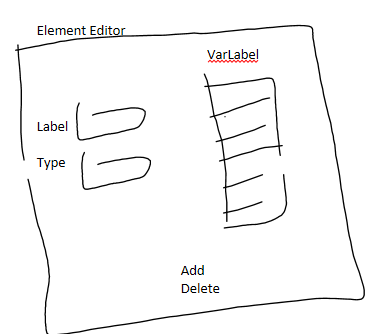 Element Editor
VarLabel
Label
Type
Add
Delete